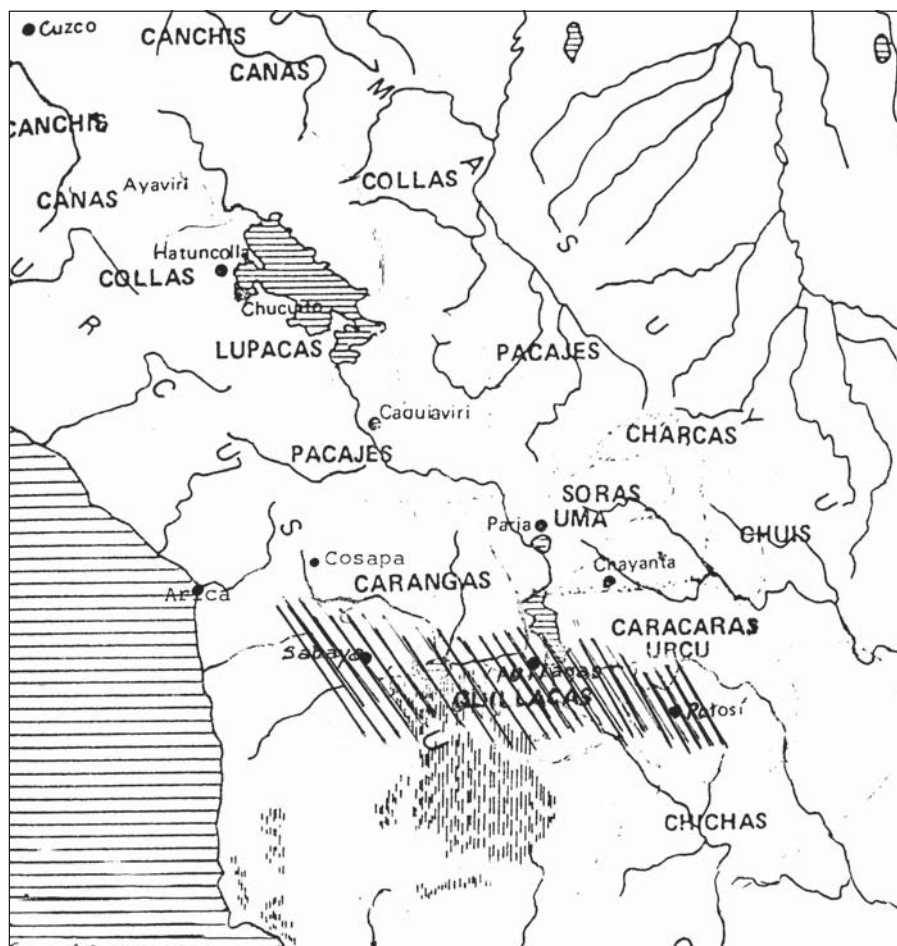 Cuzco
CANCHIS
CANAS
CANCHIS
CANAS
Ayaviri
COLLAS
Hatuncolla
COLLAS
Chucuito
LUPACAS
PACAJES
Caquiaviri
CHARCAS
PACAJES
SORAS
UMA
Paria
CHUIS
Cosapa
Chayanta
CARANGAS
Arica
CARACARAS
URCU
Sabaya
Aullagas
QUILLACAS
Potosi
CHICHAS
U
R
C
U
S
U
M
A
S
U
Y
U